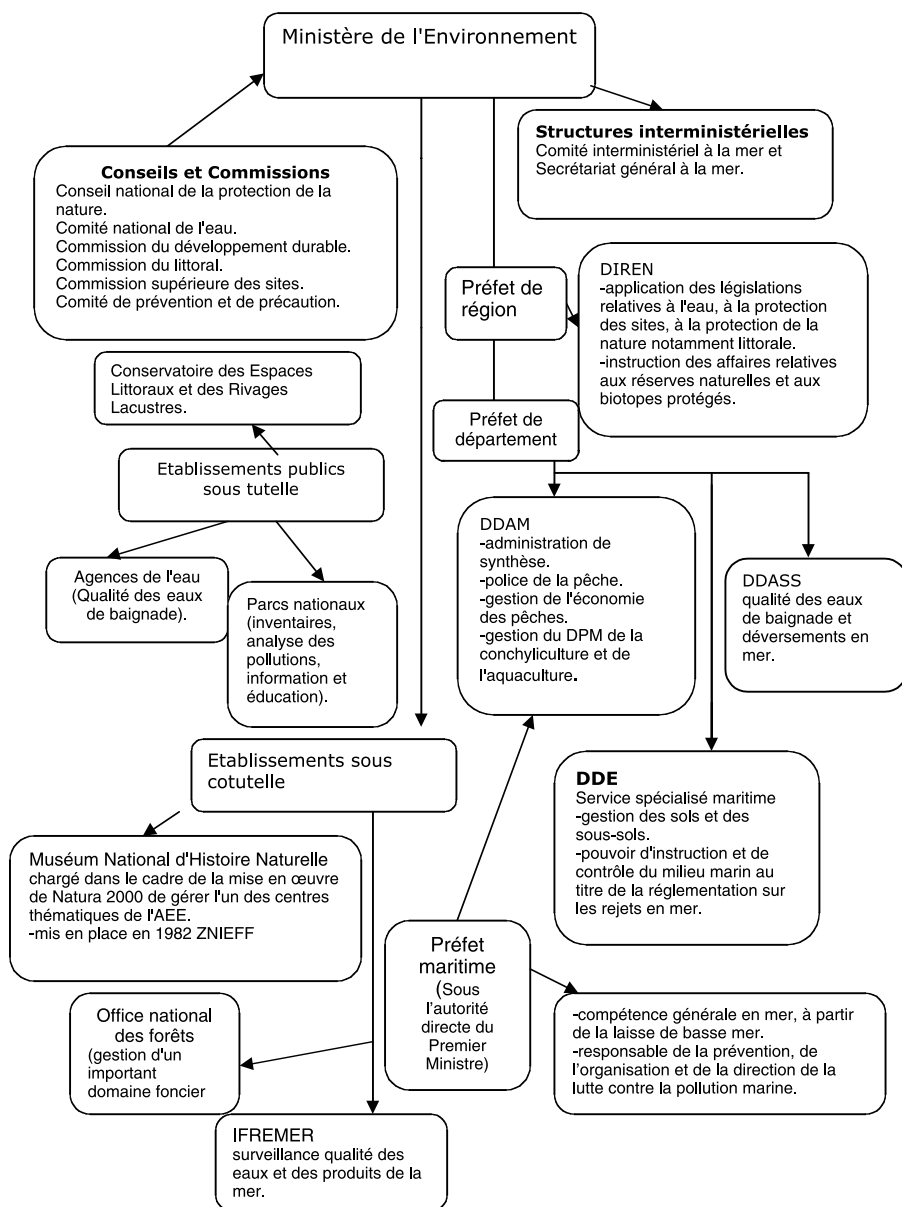 Ministère de l'Environnement
Structures interministérielles
Comité interministériel à la mer et
Secrétariat général à la mer.
Conseils et Commissions
Conseil national de la protection de la
nature.
Comité national de l'eau.
Commission du développement durable.
Commission du littoral.
Commission supérieure des sites.
Comité de prévention et de précaution.
Préfet de
région
DIREN
-application des législations
relatives à l'eau, à la protection
des sites, à la protection de la
nature notamment littorale.
-instruction des affaires relatives
aux réserves naturelles et aux
biotopes protégés.
Conservatoire des Espaces
Littoraux et des Rivages
Lacustres.
Préfet de
département
Etablissements publics
sous tutelle
Agences de l'eau
(Qualité des eaux
de baignade).
Parcs nationaux
(inventaires,
analyse des
pollutions,
information et
éducation).
DDAM
-administration de
synthèse.
-police de la pêche.
-gestion de l'économie
des pêches.
-gestion du DPM de la
conchyliculture et de
l'aquaculture.
DDASS
qualité des eaux
de baignade et
déversements en
mer.
Etablissements sous
cotutelle
DDE
Service spécialisé maritime
-gestion des sols et des
sous-sols.
-pouvoir d'instruction et de
contrôle du milieu marin au
titre de la réglementation sur
les rejets en mer.
Muséum National d'Histoire Naturelle
chargé dans le cadre de la mise en œuvre
de Natura 2000 de gérer l'un des centres
thématiques de l'AEE.
-mis en place en 1982 ZNIEFF
Préfet
maritime
(Sous
l'autorité
directe du
Premier
Ministre)
-compétence générale en mer, à partir
de la laisse de basse mer.
-responsable de la prévention, de
l'organisation et de la direction de la
lutte contre la pollution marine.
Office national
des forêts
(gestion d'un
important
domaine foncier
IFREMER
surveillance qualité des
eaux et des produits de la
mer.